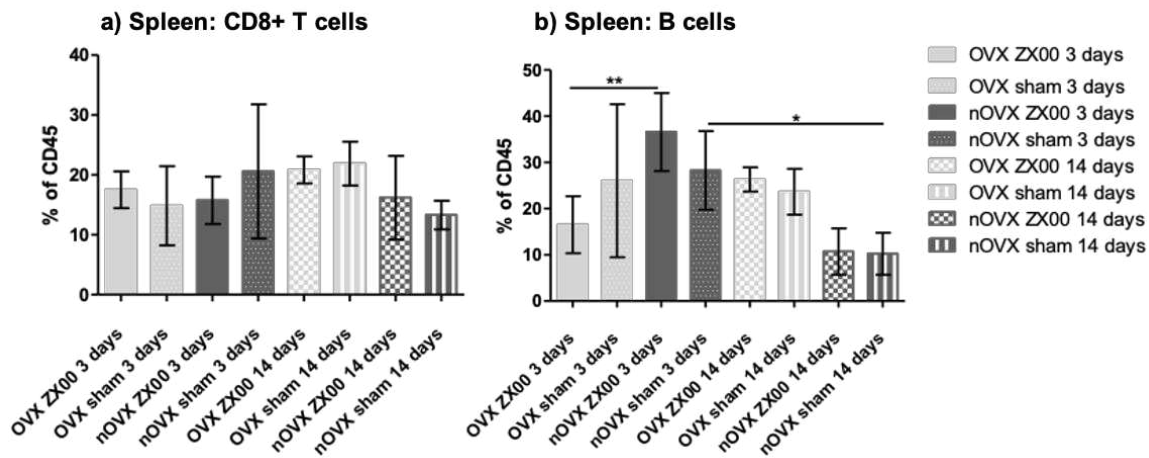 a) Spleen: CD8+ T cells
% of CD45
40
30
20
10
0
OVX ZX00 3 days
OVX sham 3 days
nOVX ZX00 3 days
nOVX sham 3 days
OVX ZX00 14 days
OVX sham 14 days
nOVX ZX00 14 days
nOVX sham 14 days
b) Spleen: B cells
% of CD45
50
40
30
20
10
0
**
*
OVX ZX00 3 days
OVX sham 3 days
nOVX ZX00 3 days
nOVX sham 3 days
OVX ZX00 14 days
OVX sham 14 days
nOVX ZX00 14 days
nOVX sham 14 days
OVX ZX00 3 days
OVX sham 3 days
nOVX ZX00 3 days
nOVX sham 3 days
OVX ZX00 14 days
OVX sham 14 days
nOVX ZX00 14 days
nOVX sham 14 days